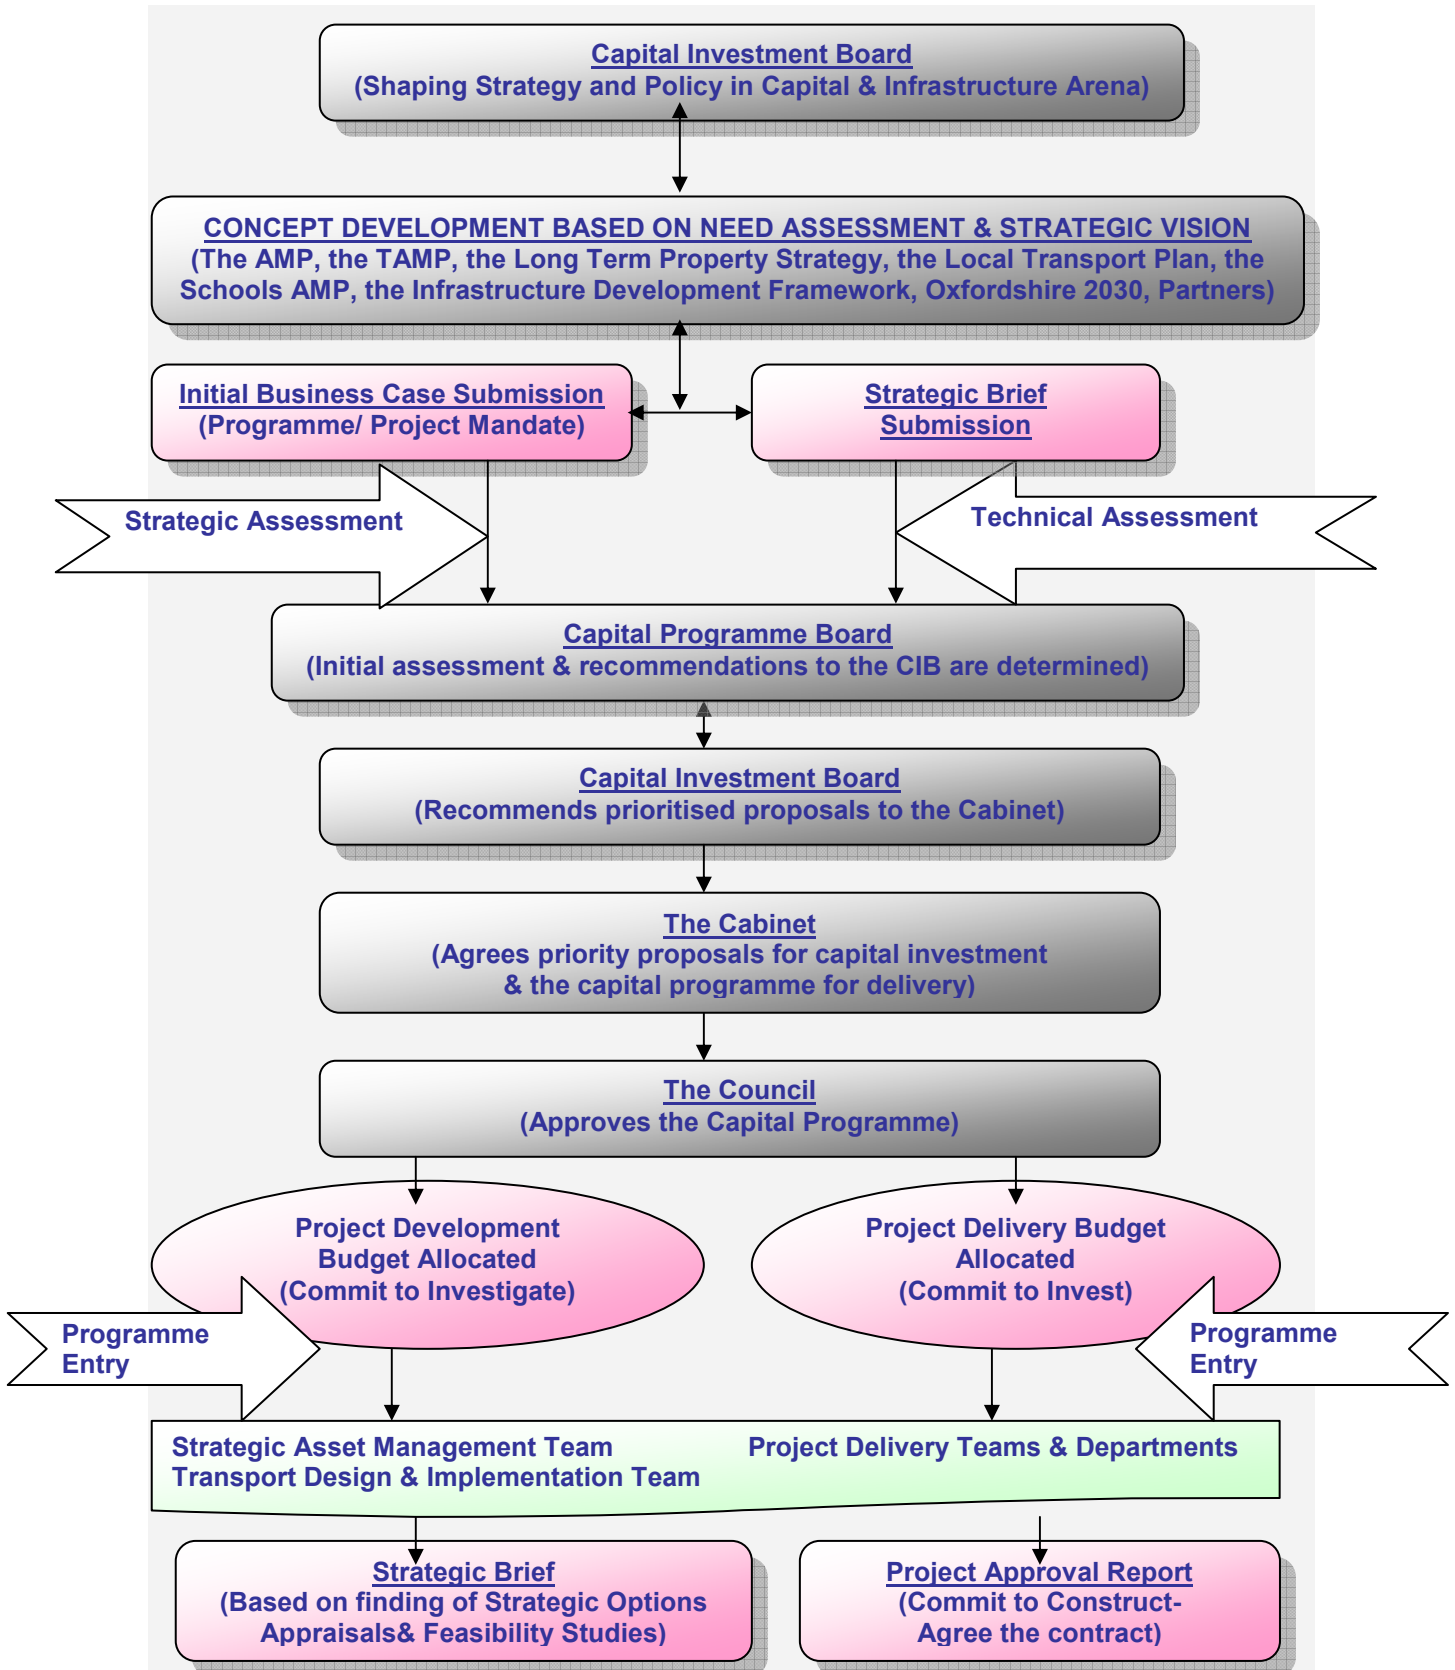 Capital Investment Board
(Shaping Strategy and Policy in Capital & Infrastructure Arena)
CONCEPT DEVELOPMENT BASED ON NEED ASSESSMENT & STRATEGIC VISION
(The AMP, the TAMP, the Long Term Property Strategy, the Local Transport Plan, the
Schools AMP, the Infrastructure Development Framework, Oxfordshire 2030, Partners)
Initial Business Case Submission
(Programme/ Project Mandate)
Strategic Brief
Submission
Strategic Assessment
Technical Assessment
Capital Programme Board
(Initial assessment & recommendations to the CIB are determined)
Capital Investment Board
(Recommends prioritised proposals to the Cabinet)
The Cabinet
(Agrees priority proposals for capital investment
& the capital programme for delivery)
The Council
(Approves the Capital Programme)
Project Development
Budget Allocated
(Commit to Investigate)
Project Delivery Budget
Allocated
(Commit to Invest)
Programme
Entry
Programme
Entry
Strategic Asset Management Team
Transport Design & Implementation Team
Project Delivery Teams & Departments
Strategic Brief
(Based on finding of Strategic Options
Appraisals& Feasibility Studies)
Project Approval Report
(Commit to Construct-
Agree the contract)